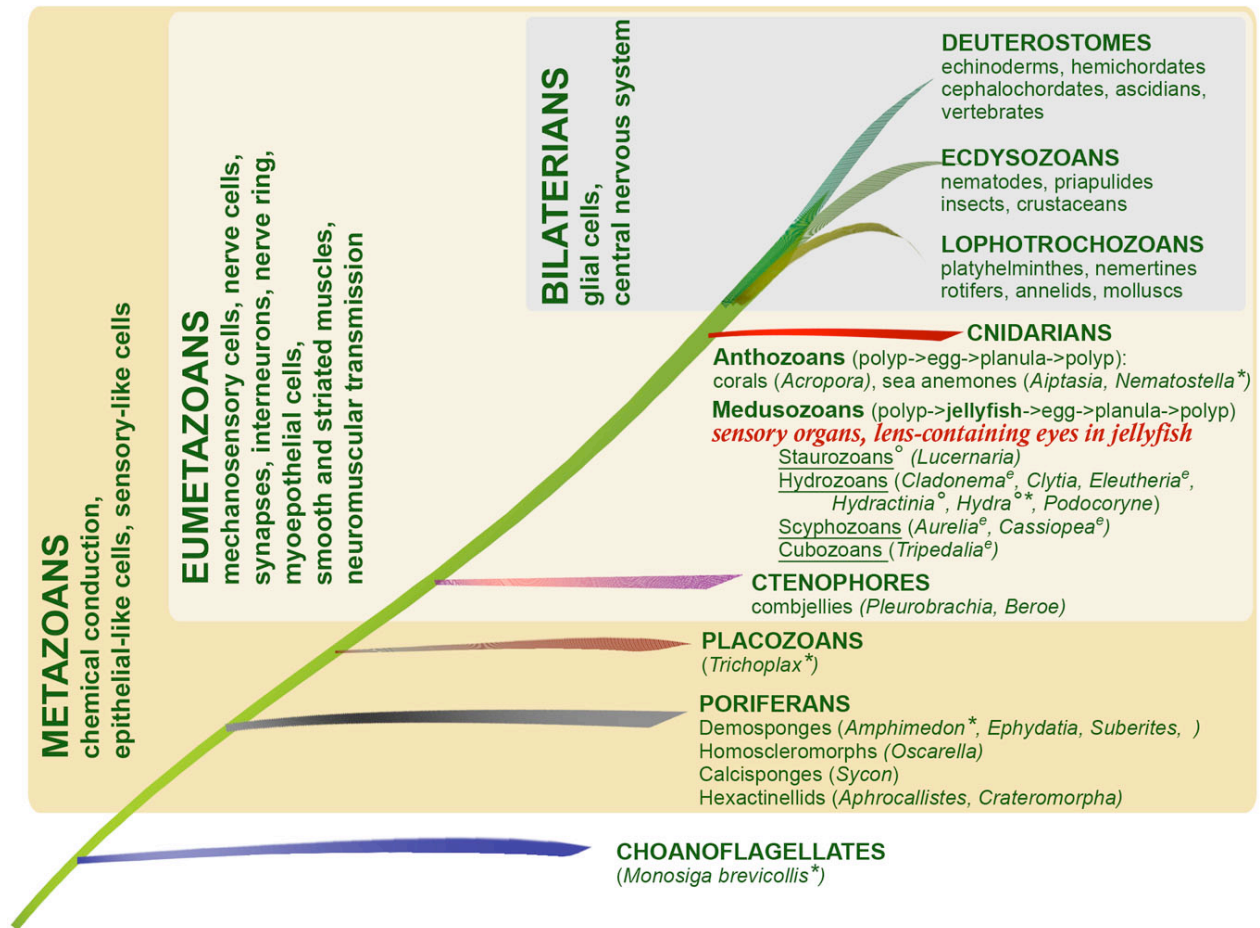 METAZOANS
chemical conduction,
epithelial-like cells, sensory-like cells
EUMETAZOANS
mechanosensory cells, nerve cells,
synapses, interneurons, nerve ring,
myoepothelial cells,
smooth and striated muscles,
neuromuscular transmission
BILATERIANS
glial cells,
central nervous system
DEUTEROSTOMES
echinoderms, hemichordates
cephalochordates, ascidians,
vertebrates
ECDYSOZOANS
nematodes, priapulides
insects, crustaceans
LOPHOTROCHOZOANS
platyhelminthes, nemertines
rotifers, annelids, molluscs
CNIDARIANS
Anthozoans (polyp->egg->planula->polyp):
corals (Acropora), sea anemones (Aiptasia, Nematostella*)
Medusozoans (polyp->jellyfish->egg->planula->polyp)
sensory organs, lens-containing eyes in jellyfish
Staurozoans° (Lucernaria)
Hydrozoans (Cladonemaᵉ, Clytia, Eleutheriaᵉ,
Hydractinia°, Hydra°*, Podocoryne)
Scyphozoans (Aureliaᵉ, Cassiopeaᵉ)
Cubozoans (Tripedaliaᵉ)
CTENOPHORES
combjellies (Pleurobrachia, Beroe)
PLACOZOANS
(Trichoplax*)
PORIFERANS
Demosponges (Amphimedon*, Ephydatia, Suberites, )
Homoscleromorphs (Oscarella)
Calcisponges (Sycon)
Hexactinellids (Aphrocallistes, Crateromorpha)
CHOANOFLAGELLATES
(Monosiga brevicollis*)